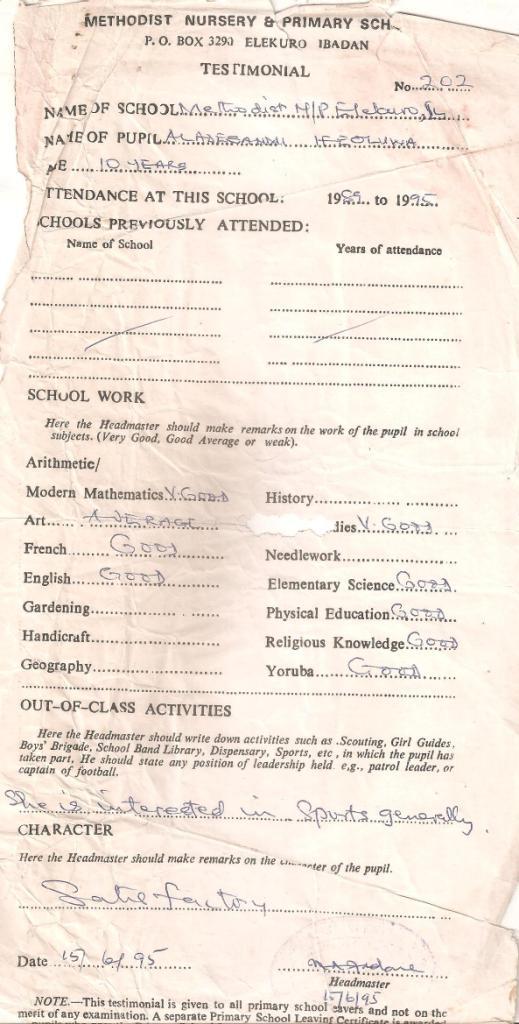 METHODIST NURSERY & PRIMARY SCH
P. O. BOX 3290 ELEKURO IBADAN
TESTIMONIAL
No. 202
NAME OF SCHOOL Methodist N/P Elekuro, Ib
NAME OF PUPIL IFEOLUWA
AGE 10 YEARS
TTENDANCE AT THIS SCHOOL: 1989 to 1995
CHOOLS PREVIOUSLY ATTENDED:
Name of School Years of attendance
SCHOOL WORK
Here the Headmaster should make remarks on the work of the pupil in school
subjects. (Very Good, Good Average or weak).
Arithmetic/
Modern Mathematics V. GOOD History
Art AVERAGE dies V. GOOD
French GOOD Needlework
English GOOD Elementary Science GOOD
Gardening Physical Education GOOD
Handicraft Religious Knowledge GOOD
Geography Yoruba GOOD
OUT-OF-CLASS ACTIVITIES
Here the Headmaster should write down activities such as Scouting, Girl Guides,
Boys' Brigade, School Band Library, Dispensary, Sports, etc, in which the pupil has
taken part. He should state any position of leadership held e.g., patrol leader, or
captain of football.
She is interested in Sports generally.
CHARACTER
Here the Headmaster should make remarks on the character of the pupil.
Satisfactory
Date 15/6/95
Headmaster
15/6/95
NOTE.—This testimonial is given to all primary school leavers and not on the
merit of any examination. A separate Primary School Leaving Certificate is